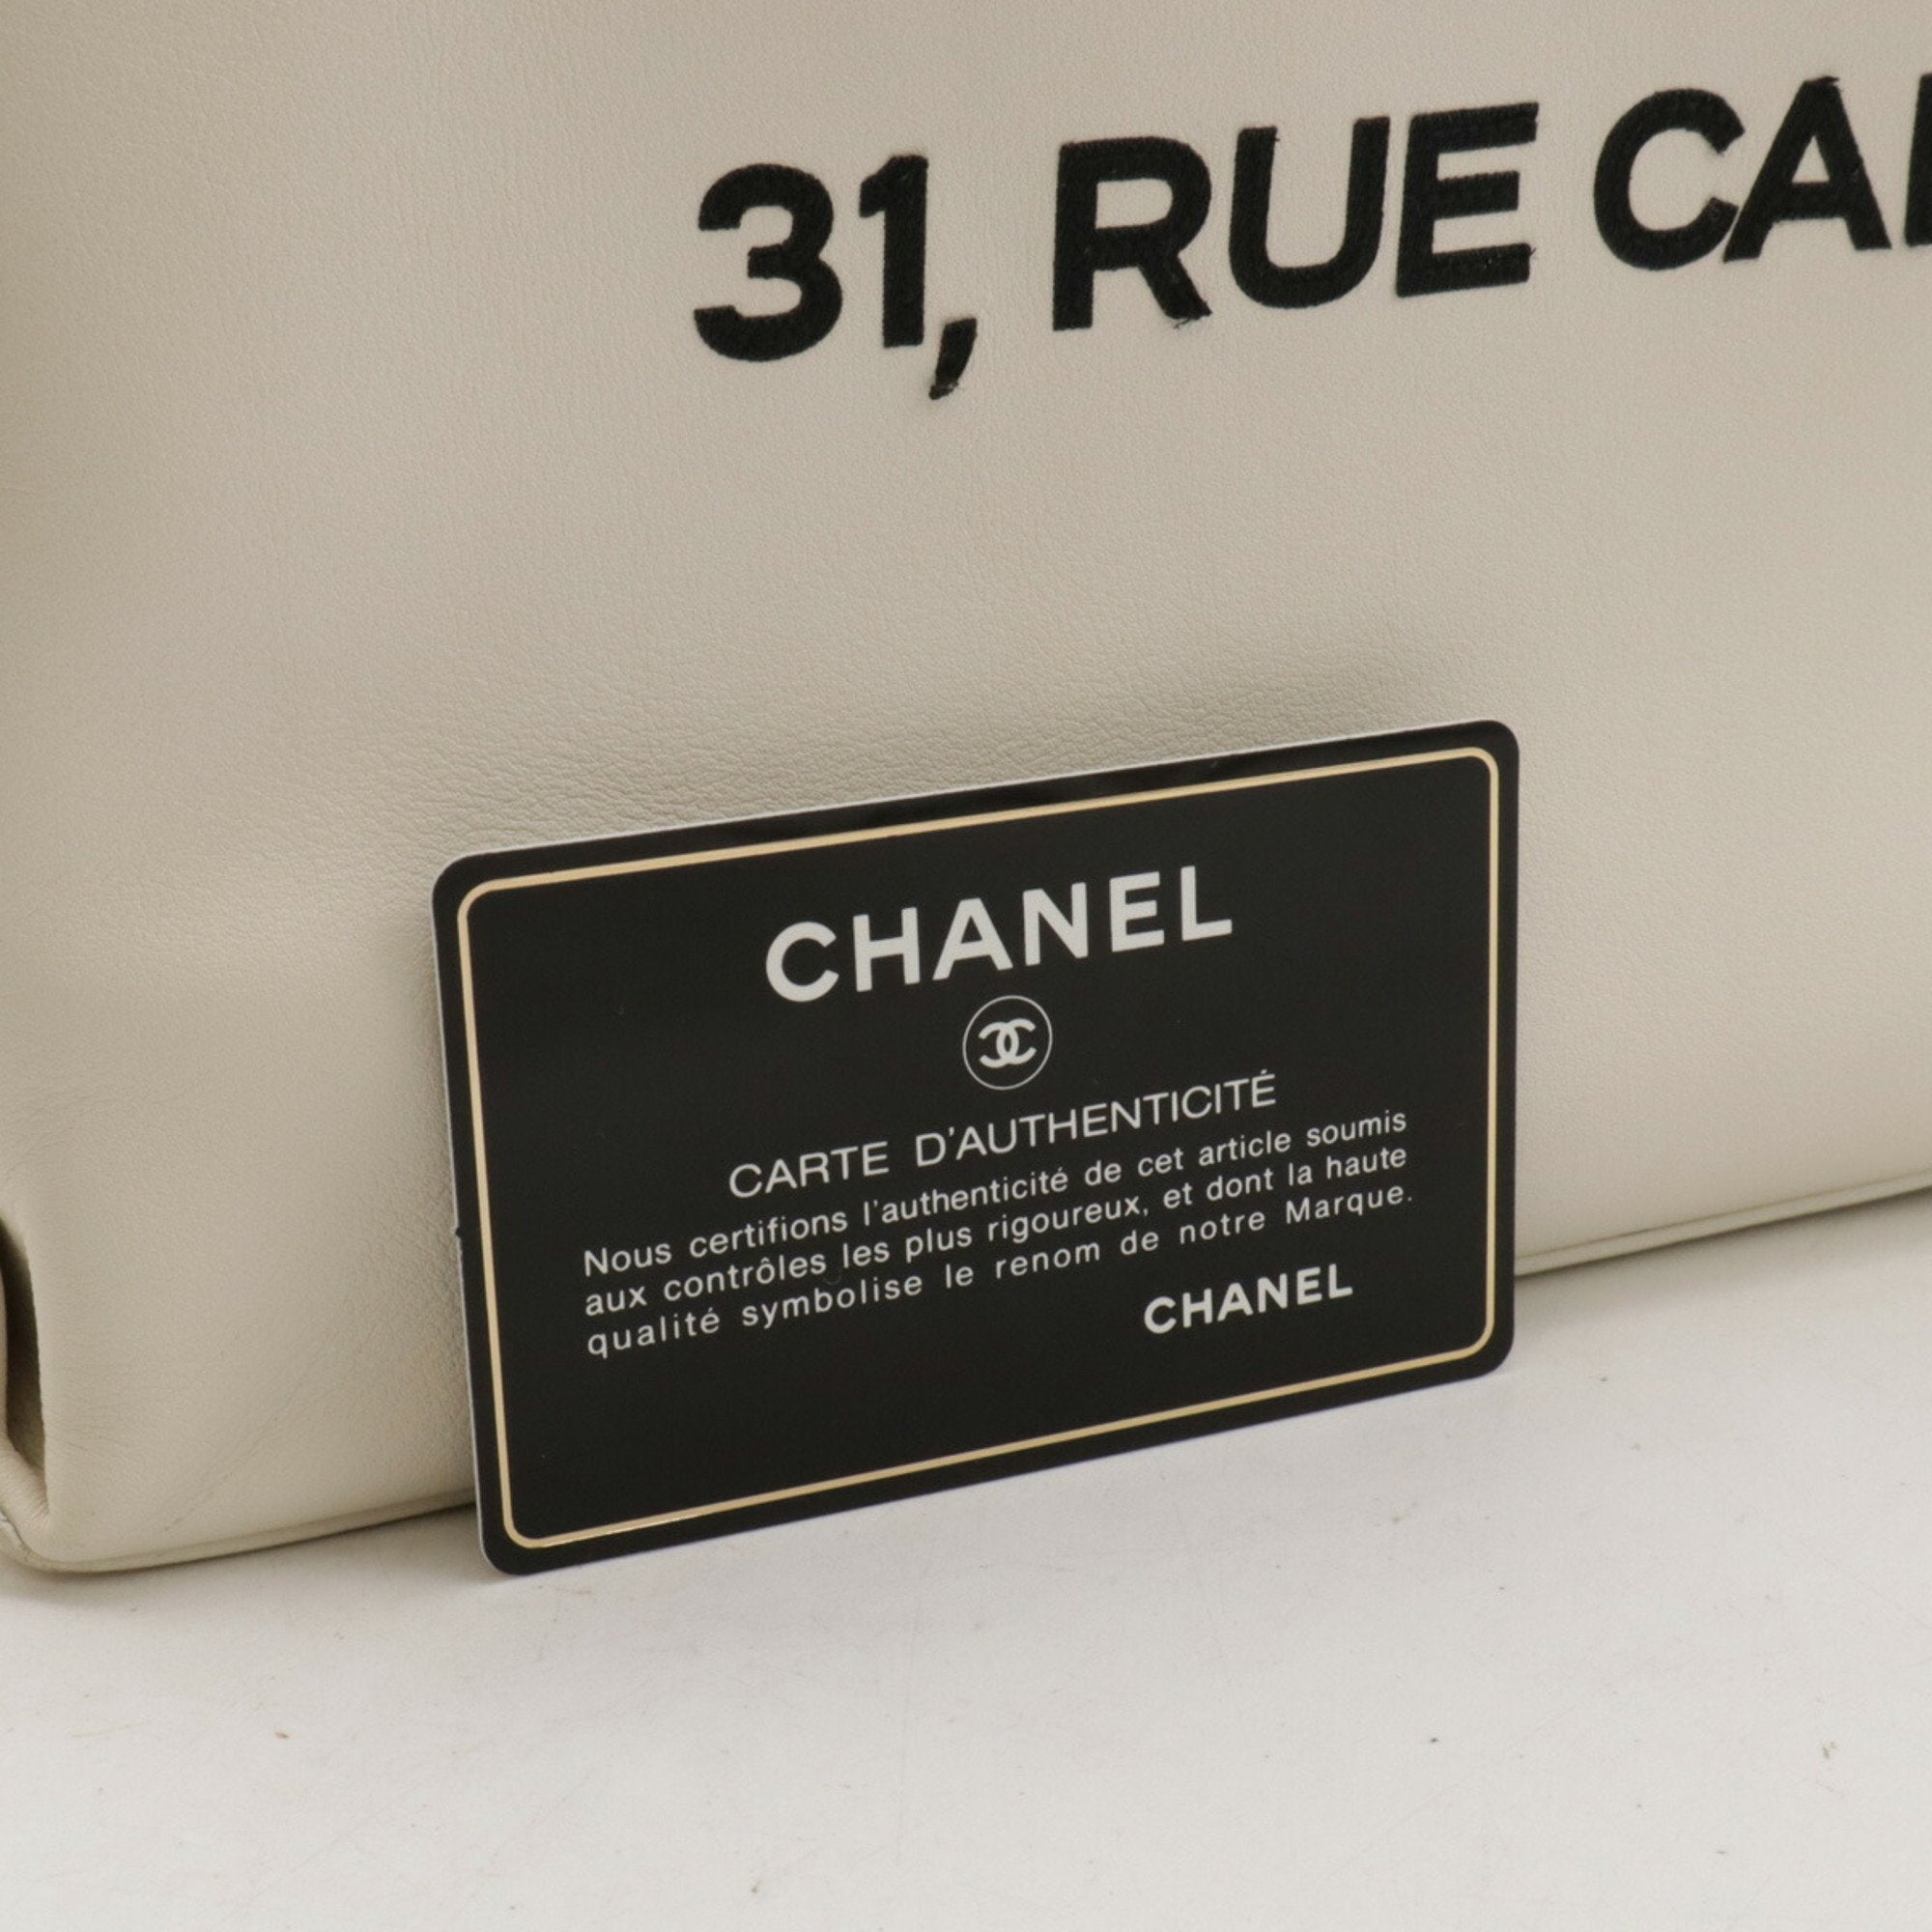 31, RUE CA
CHANEL
CARTE D'AUTHENTICITÉ
Nous certifions l'authenticité de cet article soumis
aux contrôles les plus rigoureux, et dont la haute
qualité symbolise le renom de notre Marque.
CHANEL